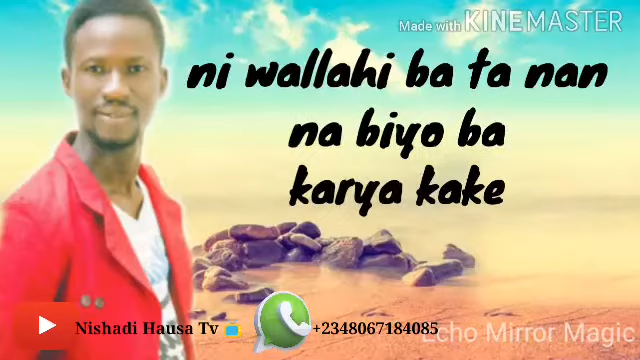 Made with KINEMASTER
ni wallahi ba ta nan
na biyo ba
karya kake
Nishadi Hausa Tv +2348067184085
Echo Mirror Magic